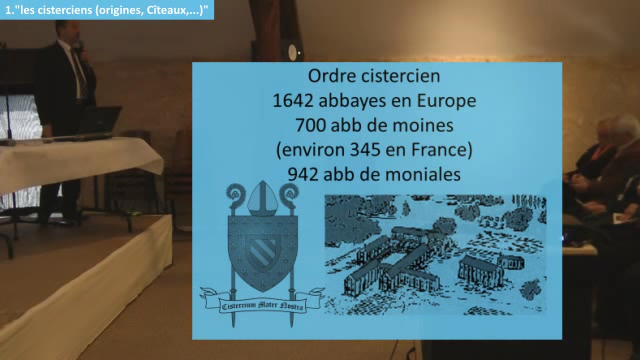 1."les cisterciens (origines, Cîteaux,...)"
Ordre cistercien
1642 abbayes en Europe
700 abb de moines
(environ 345 en France)
942 abb de moniales
Cistercium Mater Nostra